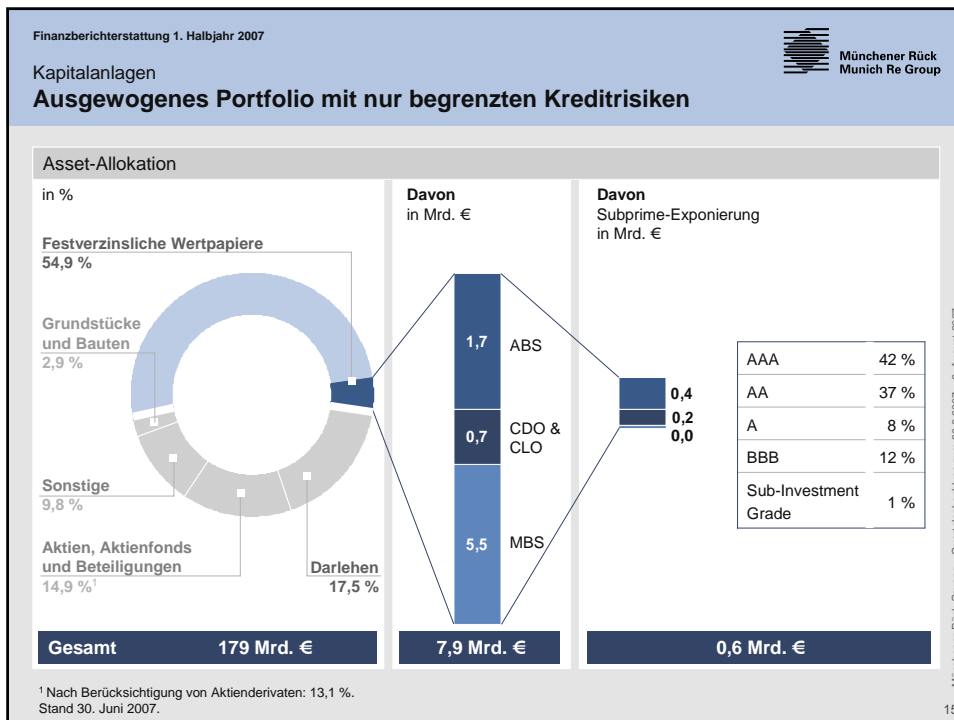 Finanzberichterstattung 1. Halbjahr 2007
Münchener Rück
Munich Re Group
Kapitalanlagen
Ausgewogenes Portfolio mit nur begrenzten Kreditrisiken
Asset-Allokation
in %
Festverzinsliche Wertpapiere
54,9 %
Grundstücke
und Bauten
2,9 %
Sonstige
9,8 %
Aktien, Aktienfonds
und Beteiligungen
14,9 %1
Darlehen
17,5 %
Gesamt 179 Mrd. €
Davon
in Mrd. €
1,7 ABS
0,7 CDO &
CLO
5,5 MBS
7,9 Mrd. €
Davon
Subprime-Exponierung
in Mrd. €
0,4
0,2
0,0
AAA 42 %
AA 37 %
A 8 %
BBB 12 %
Sub-Investment
Grade 1 %
0,6 Mrd. €
1 Nach Berücksichtigung von Aktienderivaten: 13,1 %.
Stand 30. Juni 2007.
15